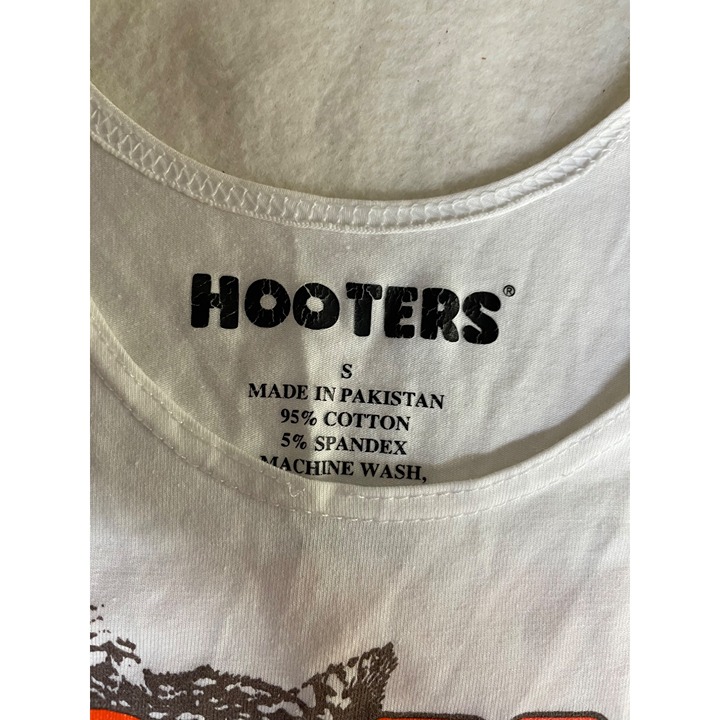 HOOTERS®
S
MADE IN PAKISTAN
95% COTTON
5% SPANDEX
MACHINE WASH,